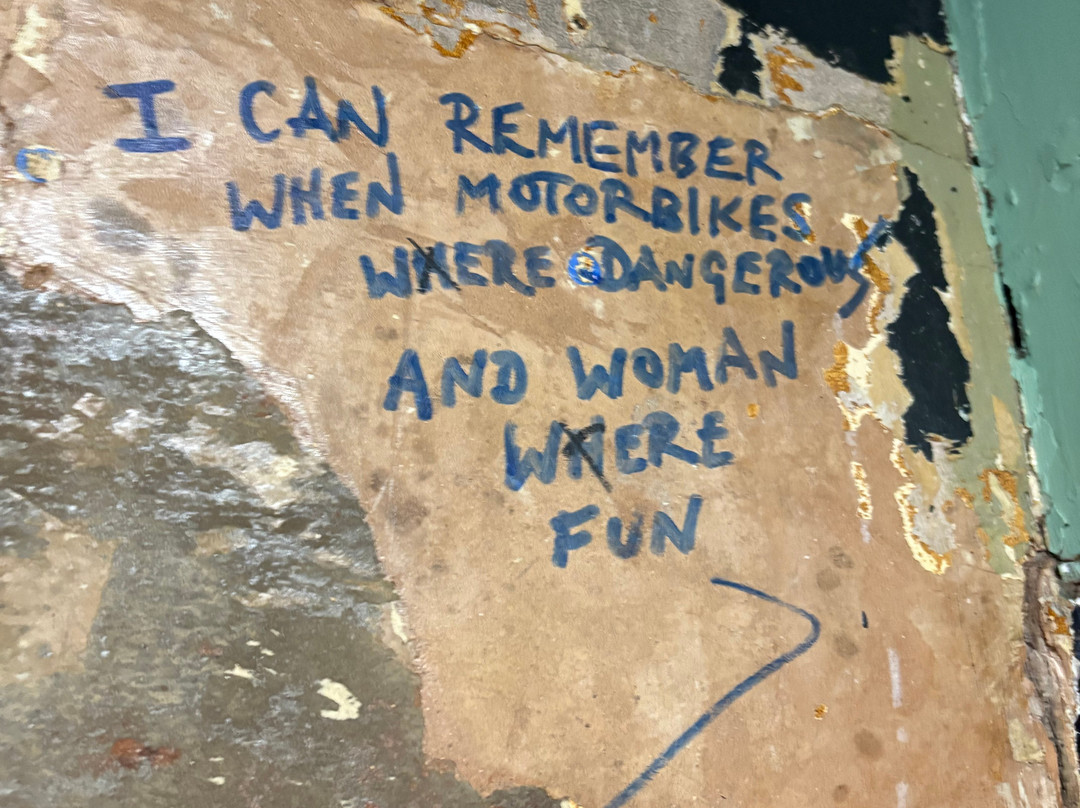 I CAN REMEMBER
WHEN MOTORBIKES
WHERE DANGEROUS
AND WOMAN
WHERE
FUN